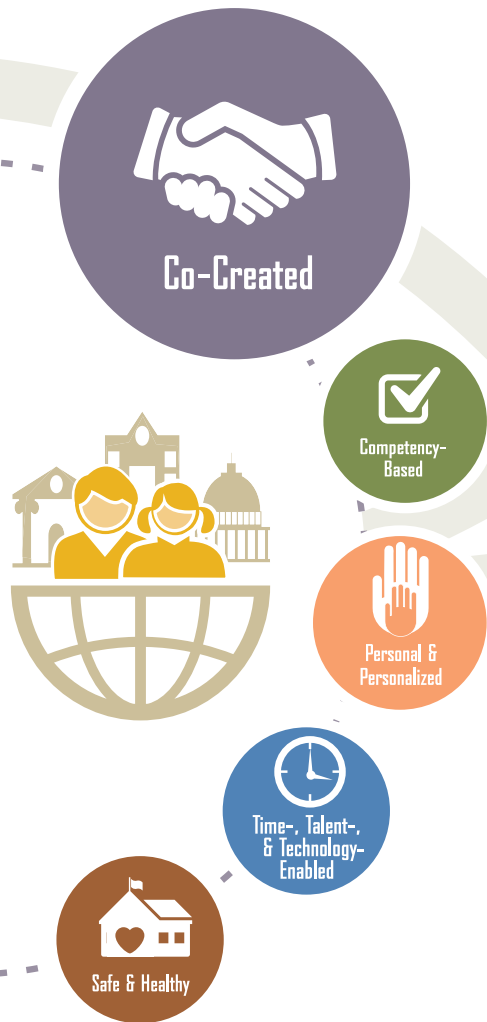 Co-Created
Competency-
Based
Personal &
Personalized
Time-, Talent-,
& Technology-
Enabled
Safe & Healthy